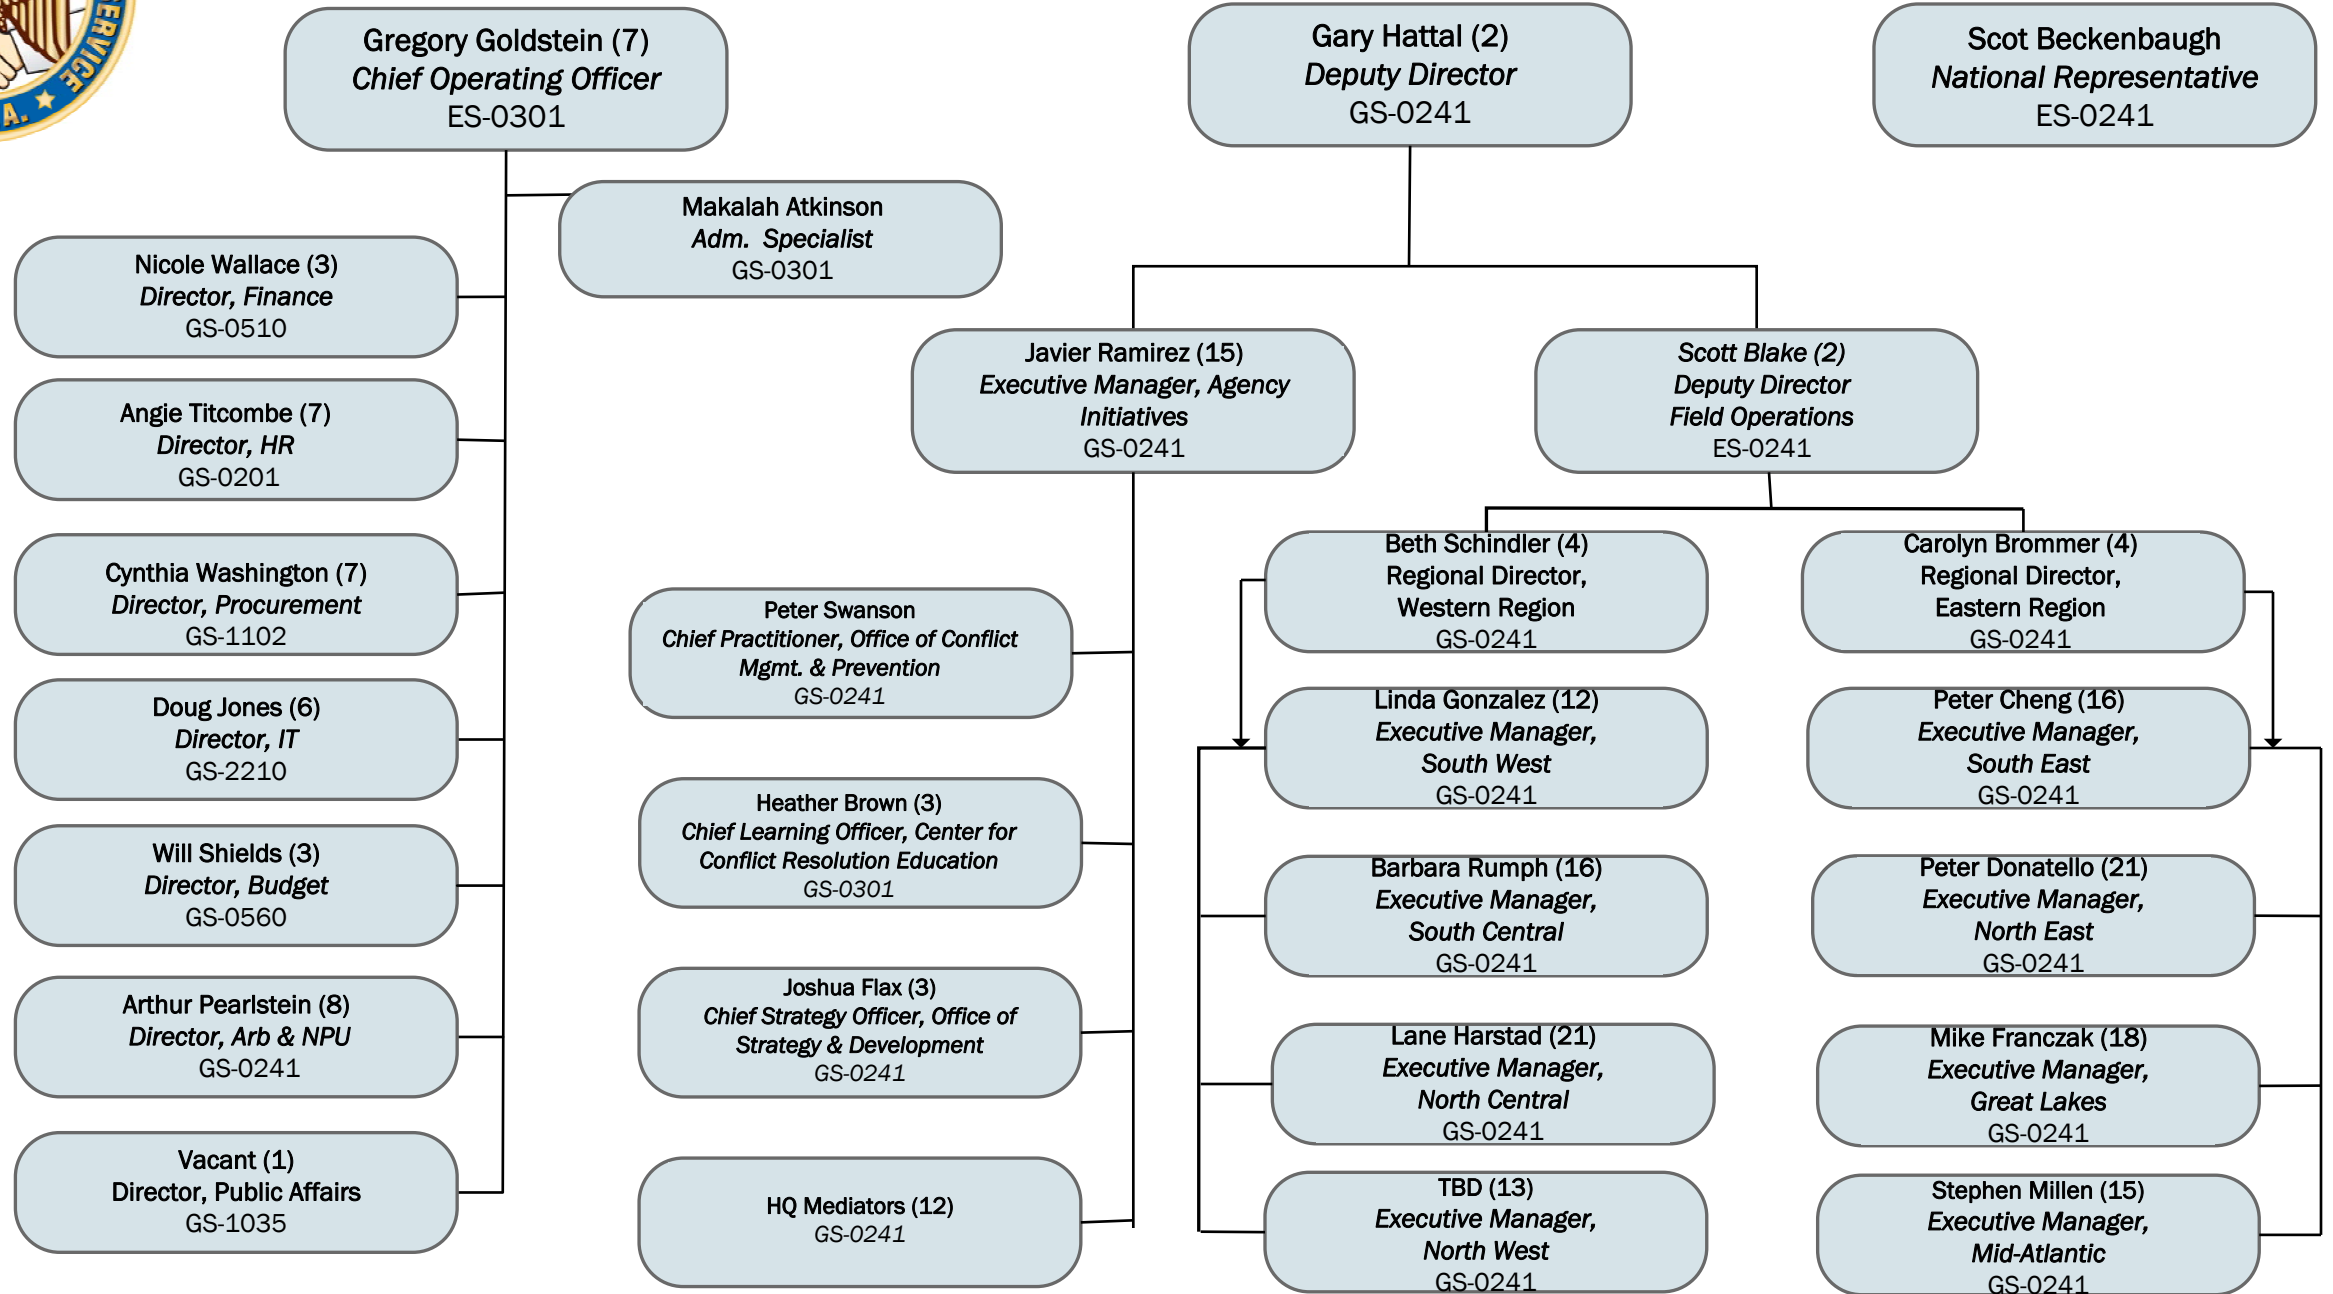 SERVICE
A.
Gregory Goldstein (7)
Chief Operating Officer
ES-0301
Gary Hattal (2)
Deputy Director
GS-0241
Scot Beckenbaugh
National Representative
ES-0241
Makalah Atkinson
Adm.  Specialist
GS-0301
Nicole Wallace (3)
Director, Finance
GS-0510
Angie Titcombe (7)
Director, HR
GS-0201
Cynthia Washington (7)
Director, Procurement
GS-1102
Doug Jones (6)
Director, IT
GS-2210
Will Shields (3)
Director, Budget
GS-0560
Arthur Pearlstein (8)
Director, Arb & NPU
GS-0241
Vacant (1)
Director, Public Affairs
GS-1035
Javier Ramirez (15)
Executive Manager, Agency
Initiatives
GS-0241
Peter Swanson
Chief Practitioner, Office of Conflict
Mgmt. & Prevention
GS-0241
Heather Brown (3)
Chief Learning Officer, Center for
Conflict Resolution Education
GS-0301
Joshua Flax (3)
Chief Strategy Officer, Office of
Strategy & Development
GS-0241
HQ Mediators (12)
GS-0241
Scott Blake (2)
Deputy Director
Field Operations
ES-0241
Beth Schindler (4)
Regional Director,
Western Region
GS-0241
Linda Gonzalez (12)
Executive Manager,
South West
GS-0241
Barbara Rumph (16)
Executive Manager,
South Central
GS-0241
Lane Harstad (21)
Executive Manager,
North Central
GS-0241
TBD (13)
Executive Manager,
North West
GS-0241
Carolyn Brommer (4)
Regional Director,
Eastern Region
GS-0241
Peter Cheng (16)
Executive Manager,
South East
GS-0241
Peter Donatello (21)
Executive Manager,
North East
GS-0241
Mike Franczak (18)
Executive Manager,
Great Lakes
GS-0241
Stephen Millen (15)
Executive Manager,
Mid-Atlantic
GS-0241